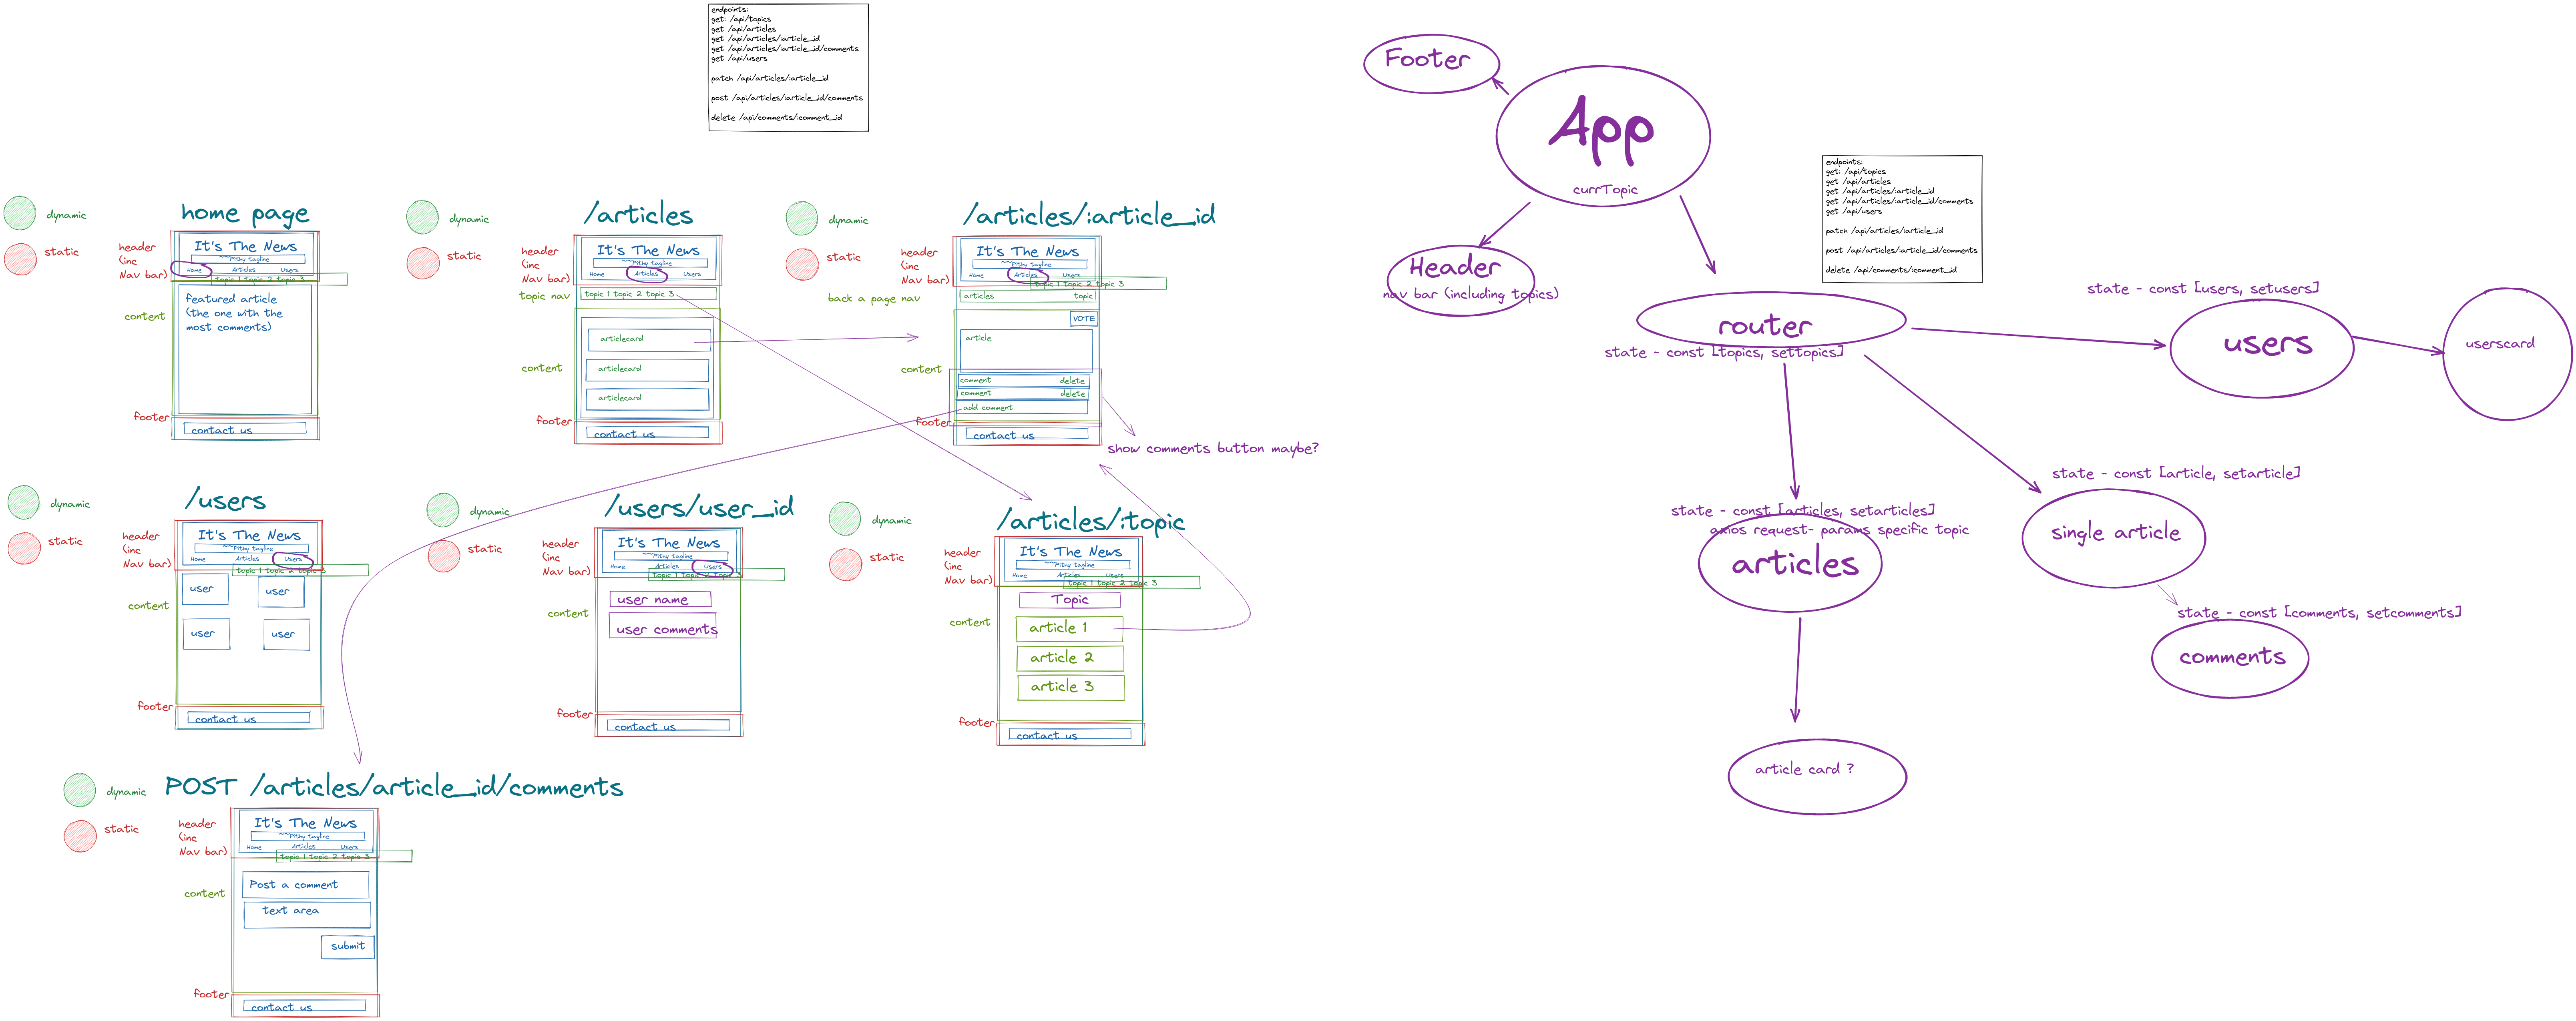 endpoints:
get: /api/topics
get /api/articles
get /api/articles/:article_id
get /api/articles/:article_id/comments
get /api/users
patch /api/articles/:article_id
post /api/articles/:article_id/comments
delete /api/comments/:comment_id
dynamic
static
home page
header
(inc
Nav bar)
It's The News
~~Pithy tagline
Home Articles Users
topic 1 topic 2 topic 3
content
featured article
(the one with the
most comments)
footer
contact us
dynamic
static
/articles
header
(inc
Nav bar)
It's The News
~~Pithy tagline
Home Articles Users
topic nav
topic 1 topic 2 topic 3
content
articlecard
articlecard
articlecard
footer
contact us
dynamic
static
/articles/:article_id
header
(inc
Nav bar)
It's The News
~~Pithy tagline
Home Articles Users
topic 1 topic 2 topic 3
back a page nav
articles topic
VOTE
article
content
comment delete
comment delete
add comment
footer
contact us
show comments button maybe?
dynamic
static
/users
header
(inc
Nav bar)
It's The News
~~Pithy tagline
Home Articles Users
topic 1 topic 2 topic 3
content
user user
user user
footer
contact us
dynamic
static
/users/user_id
header
(inc
Nav bar)
It's The News
~~Pithy tagline
Home Articles Users
topic 1 topic 2 topic 3
content
user name
user comments
footer
contact us
dynamic
static
/articles/:topic
header
(inc
Nav bar)
It's The News
~~Pithy tagline
Home Articles Users
topic 1 topic 2 topic 3
Topic
content
article 1
article 2
article 3
footer
contact us
dynamic
static
POST /articles/article_id/comments
header
(inc
Nav bar)
It's The News
~~Pithy tagline
Home Articles Users
topic 1 topic 2 topic 3
content
Post a comment
text area
submit
footer
contact us
Footer
App
currTopic
Header
nav bar (including topics)
endpoints:
get: /api/topics
get /api/articles
get /api/articles/:article_id
get /api/articles/:article_id/comments
get /api/users
patch /api/articles/:article_id
post /api/articles/:article_id/comments
delete /api/comments/:comment_id
router
state - const [topics, settopics]
state - const [users, setusers]
users
userscard
state - const [articles, setarticles]
axios request- params specific topic
articles
article card ?
state - const [article, setarticle]
single article
state - const [comments, setcomments]
comments